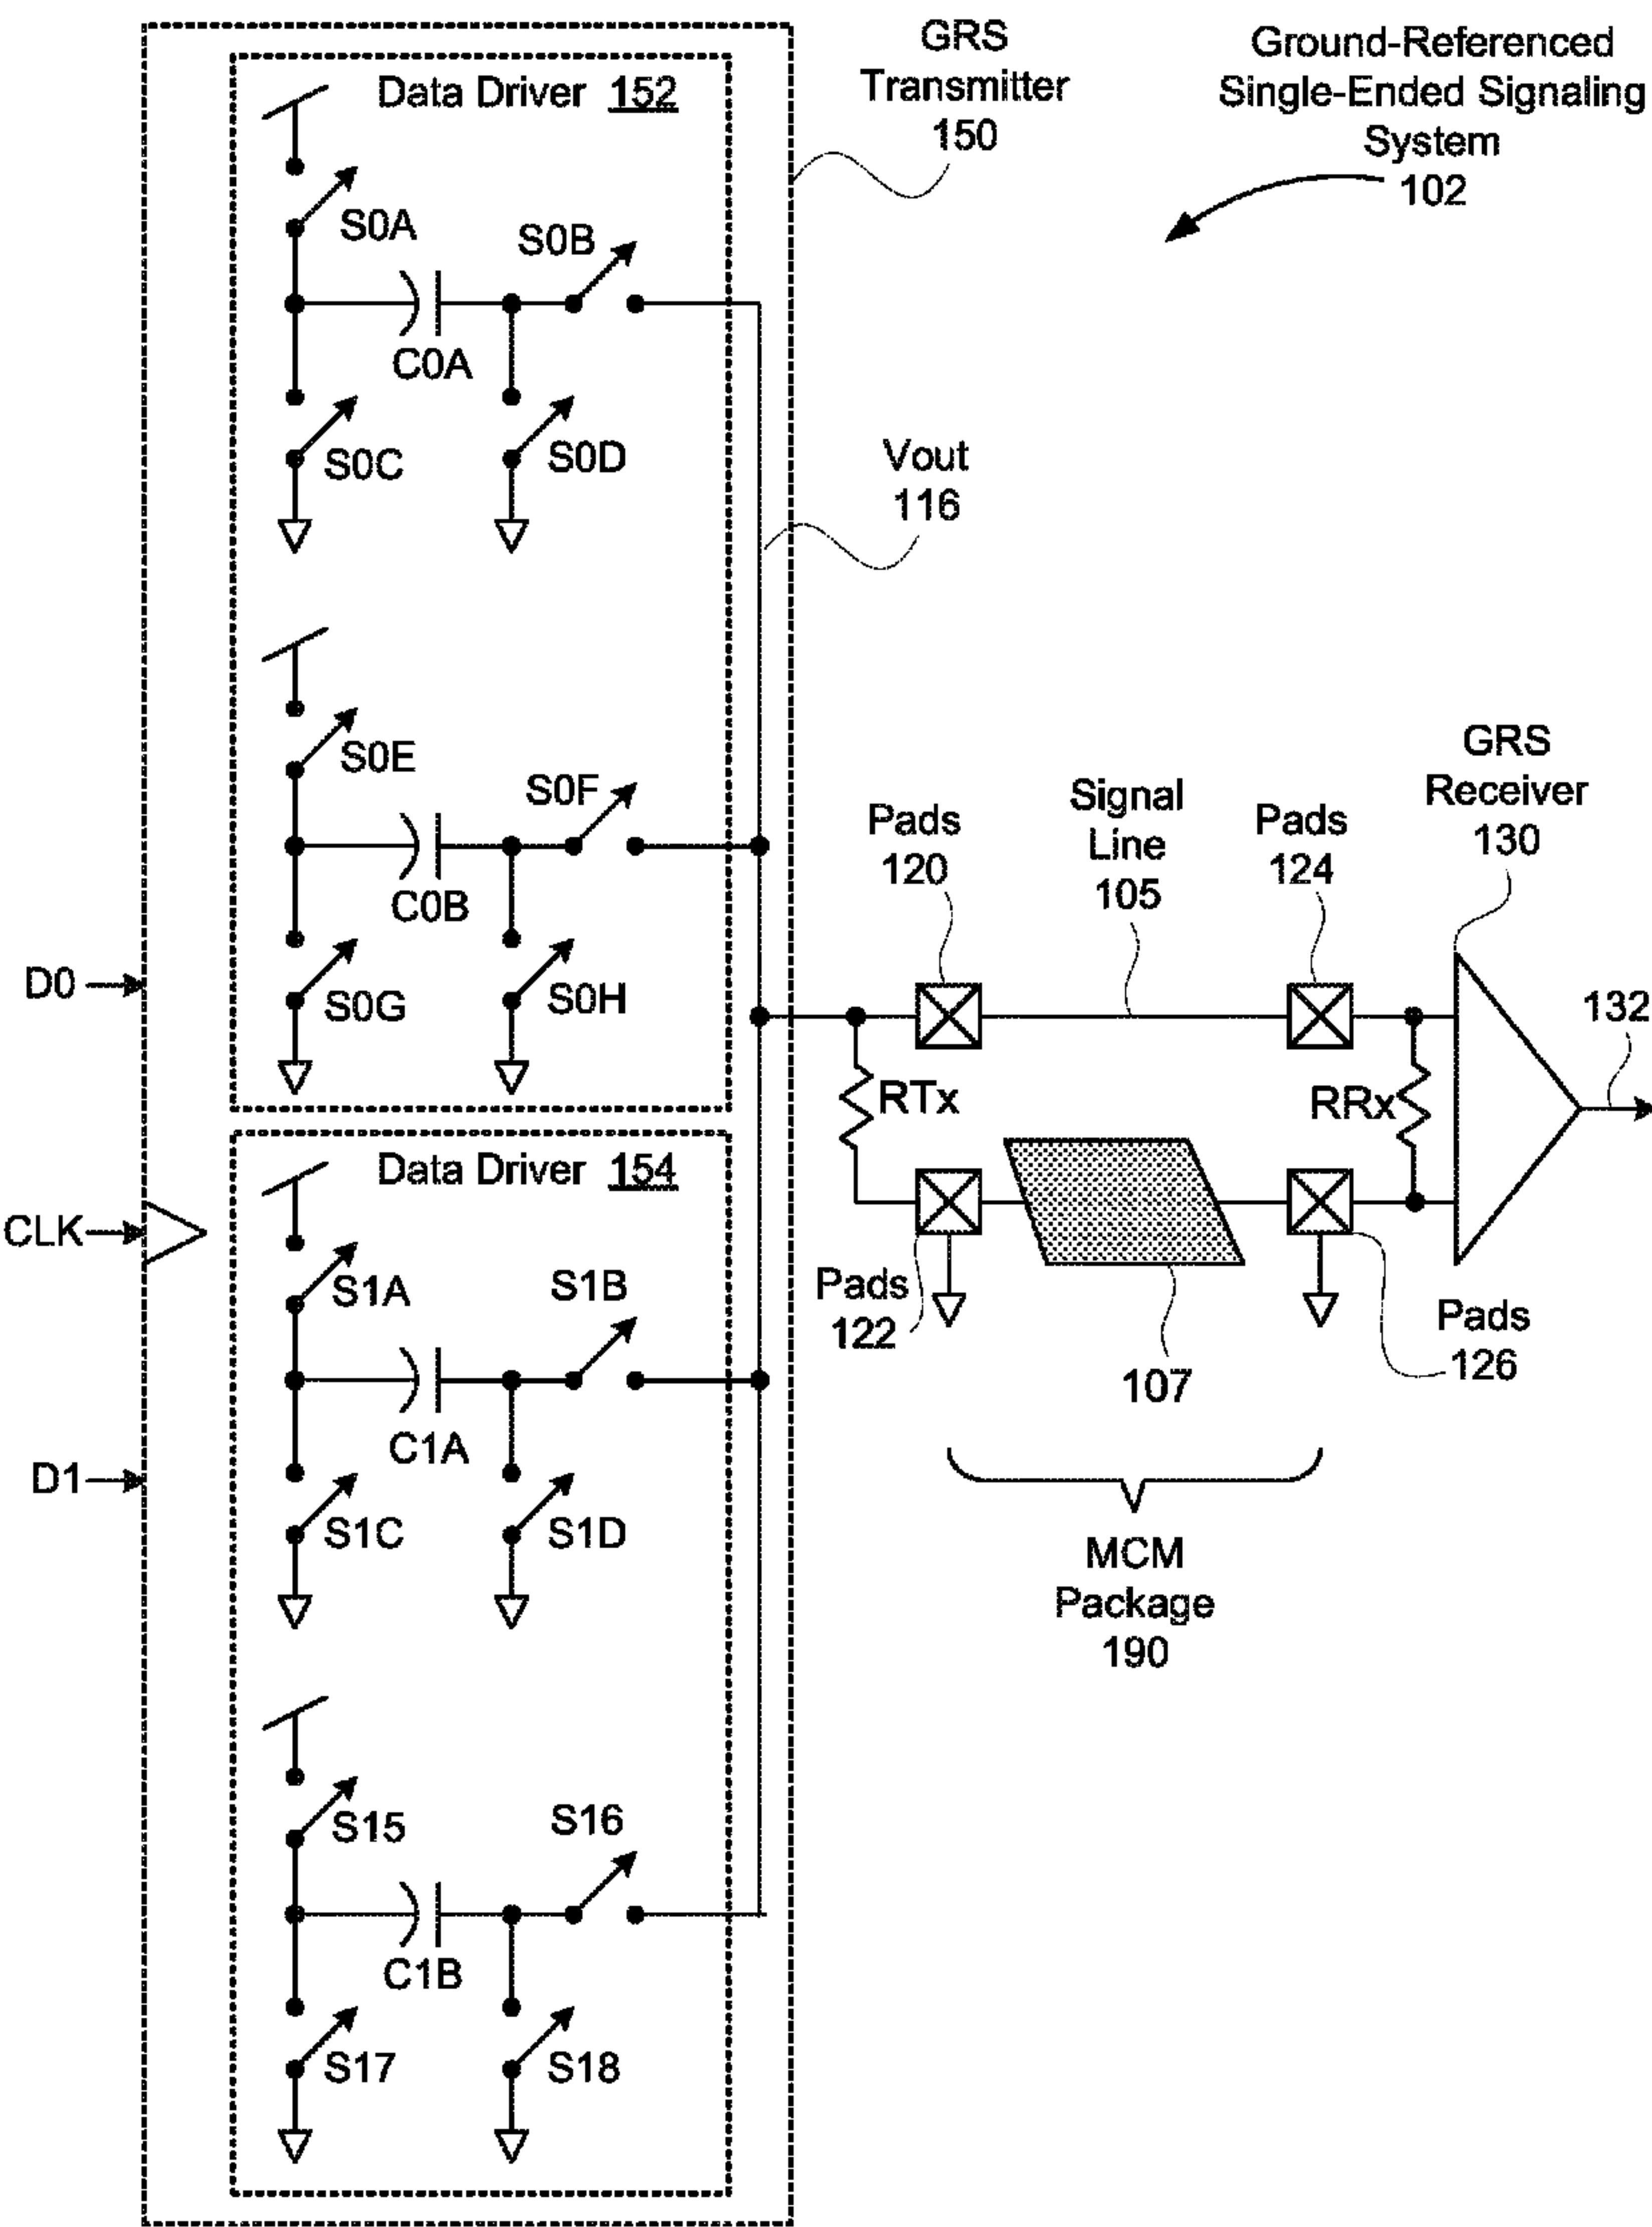 GRS
Transmitter
150
Ground-Referenced
Single-Ended Signaling
System
102
Data Driver 152
S0A
S0B
C0A
S0C
S0D
Vout
116
S0E
S0F
C0B
S0G
S0H
D0
Pads
120
Signal
Line
105
Pads
124
GRS
Receiver
130
132
RTx
RRx
Data Driver 154
CLK
S1A
S1B
C1A
S1C
S1D
D1
Pads
122
107
Pads
126
MCM
Package
190
S15
S16
C1B
S17
S18